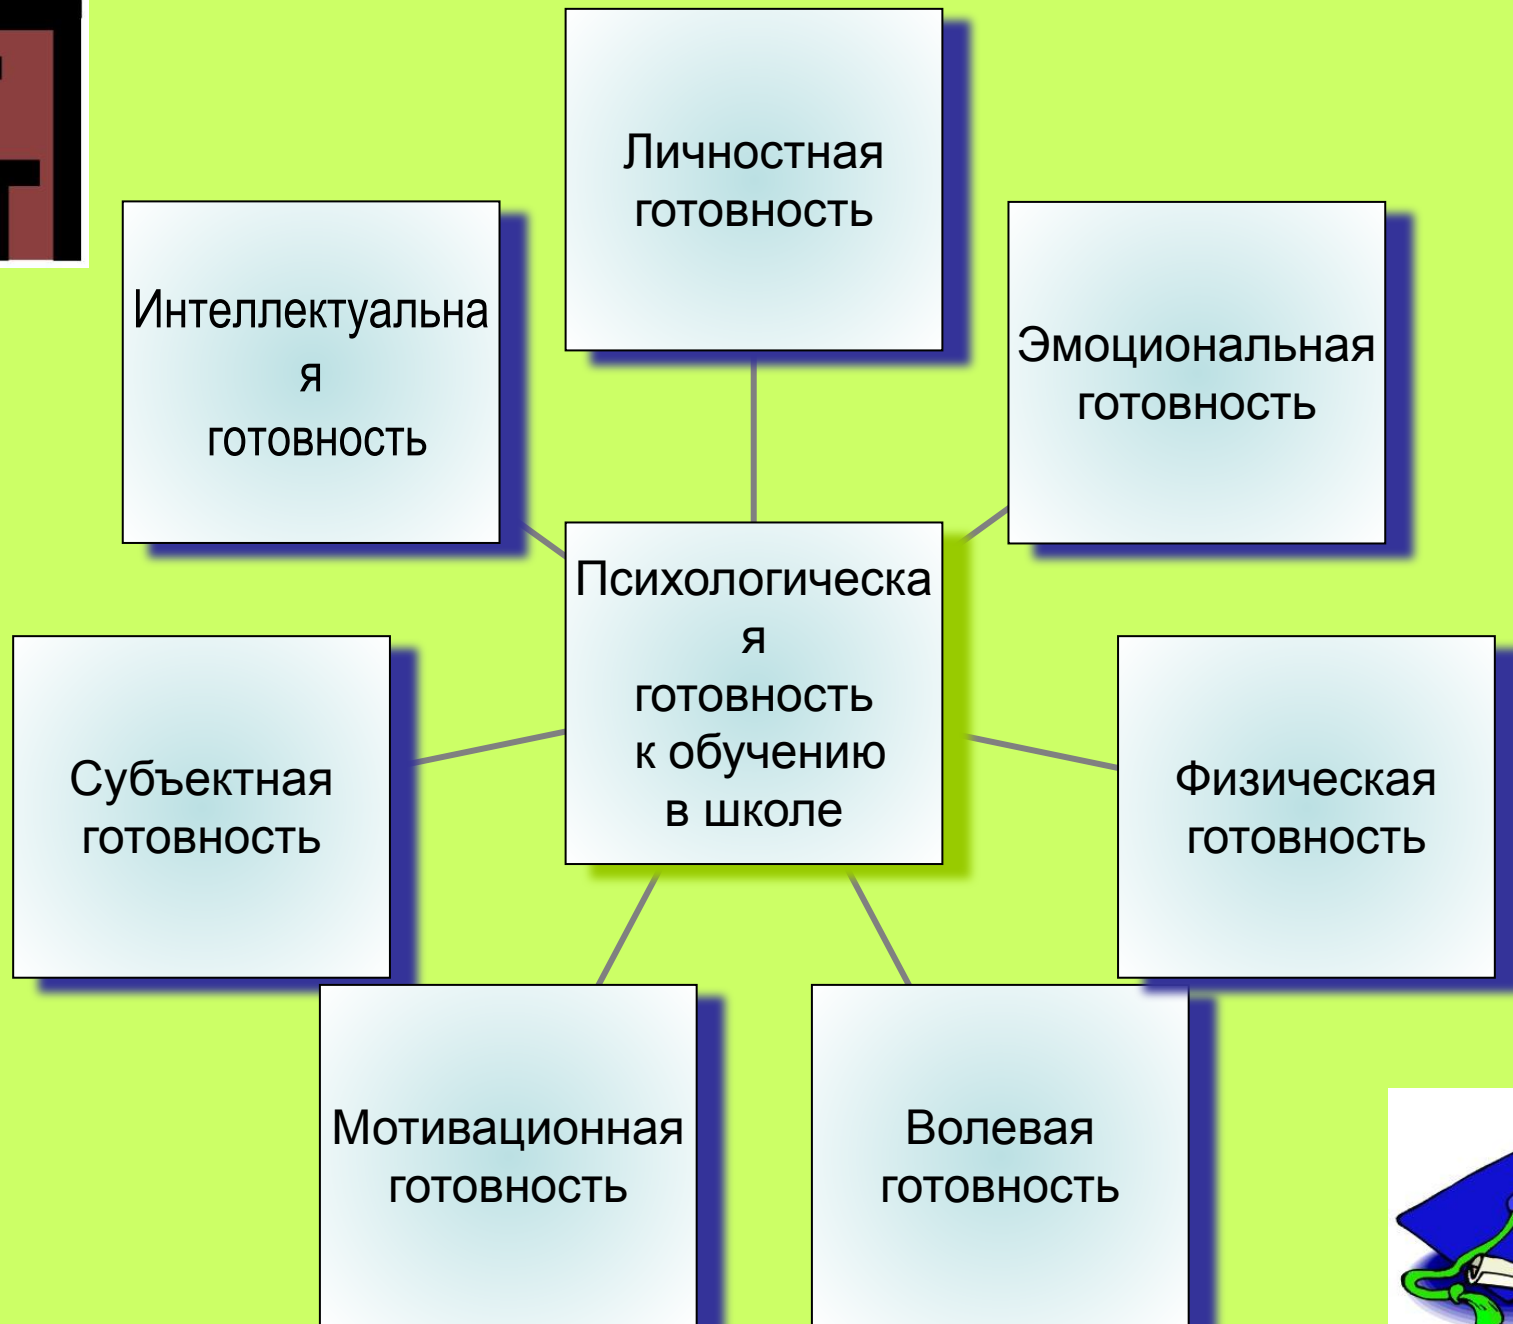 Личностная
готовность
Интеллектуальна
я
готовность
Эмоциональная
готовность
Психологическа
я
готовность
к обучению
в школе
Субъектная
готовность
Физическая
готовность
Мотивационная
готовность
Волевая
готовность